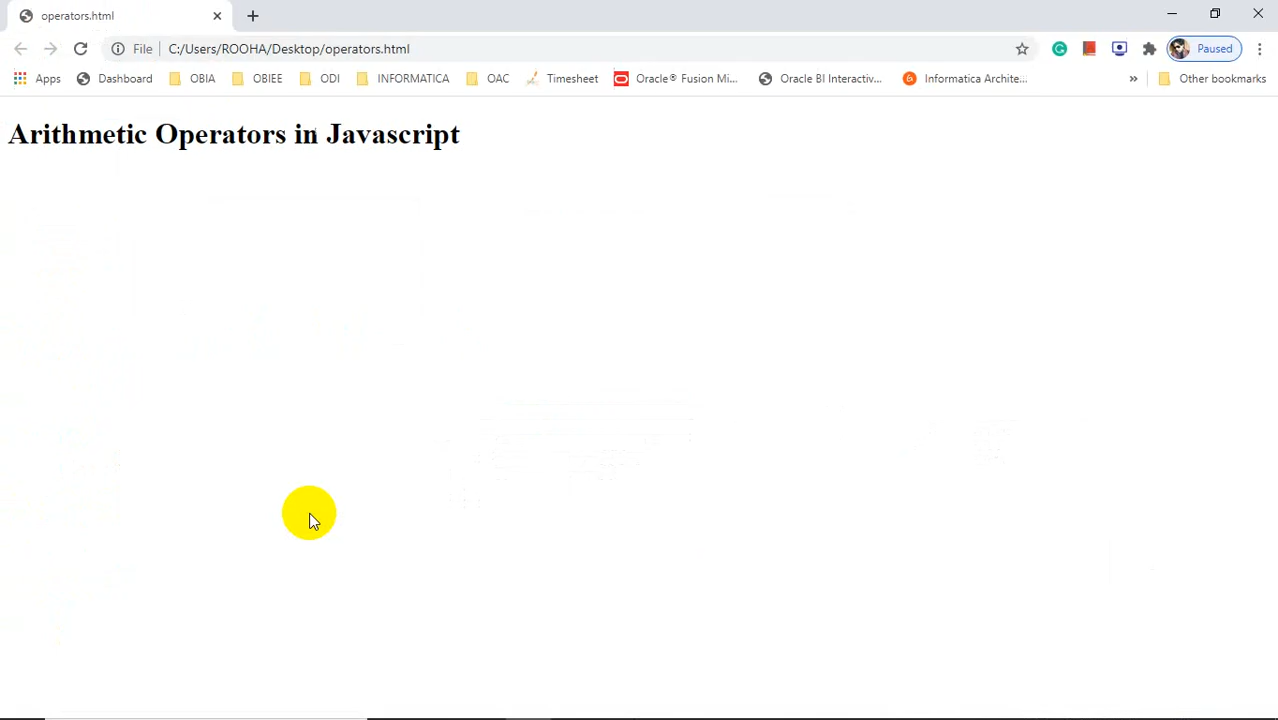 operators.html
File C:/Users/ROOHA/Desktop/operators.html Paused
Apps Dashboard OBIA OBIEE ODI INFORMATICA OAC Timesheet Oracle® Fusion Mi... Oracle BI Interactiv... Informatica Archite... » Other bookmarks
Arithmetic Operators in Javascript